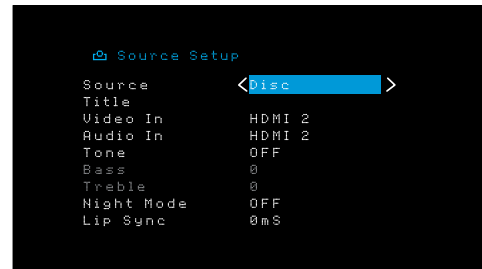 Source Setup
Source <Disc >
Title
Video In HDMI 2
Audio In HDMI 2
Tone OFF
Bass 0
Treble 0
Night Mode OFF
Lip Sync 0mS